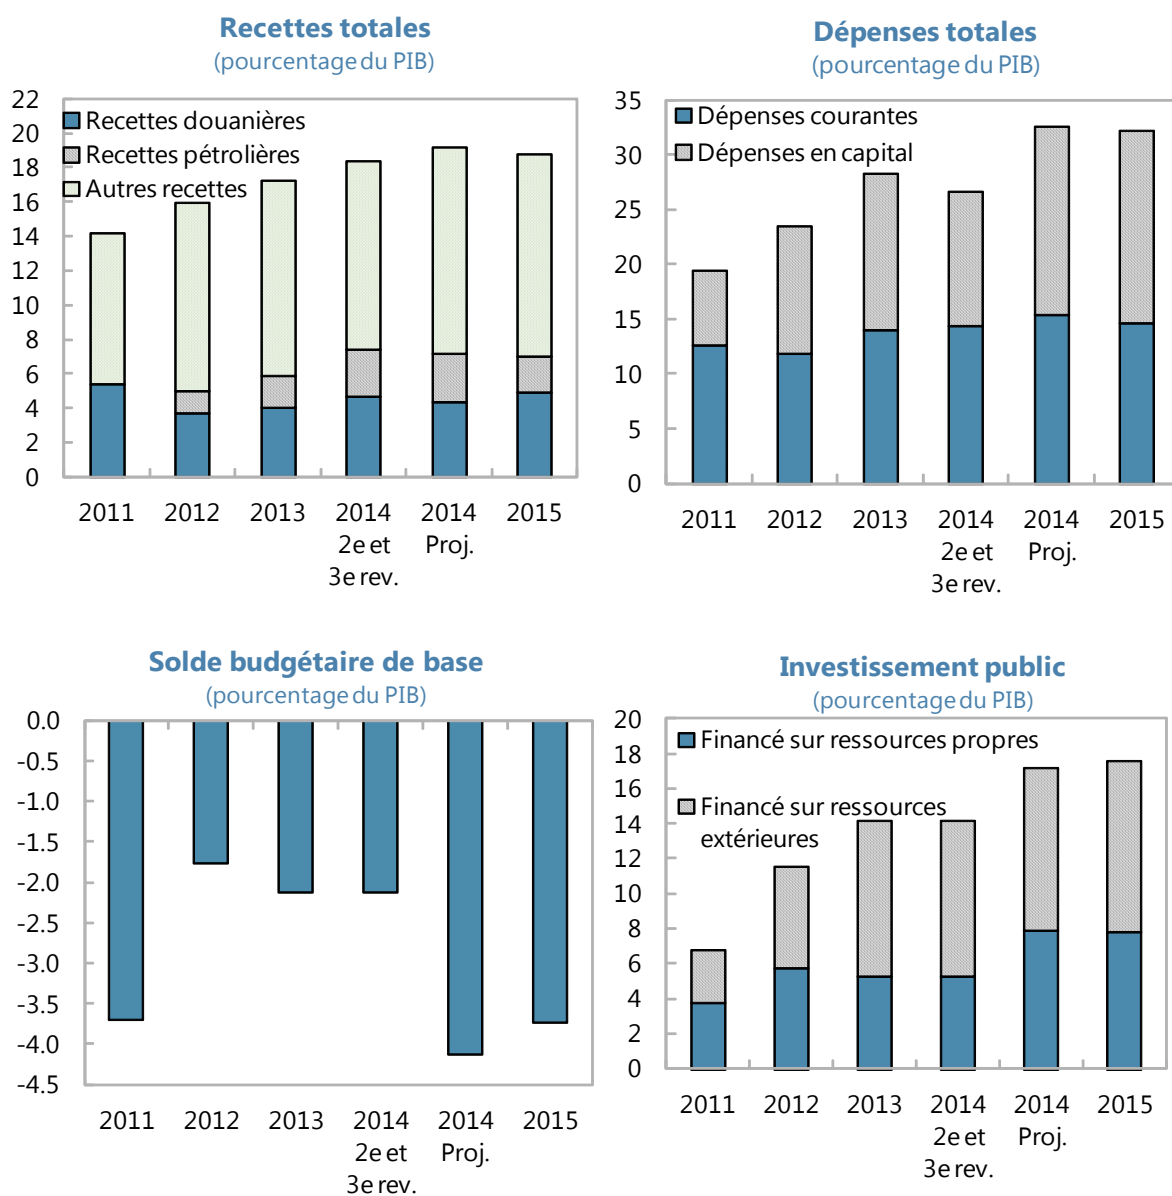 Recettes totales
(pourcentage du PIB)
22
20
18
16
14
12
10
8
6
4
2
0
Recettes douanières
Recettes pétrolières
Autres recettes
2011 2012 2013 2014 2014 2015
2e et Proj.
3e rev.
Dépenses totales
(pourcentage du PIB)
35
30
25
20
15
10
5
0
Dépenses courantes
Dépenses en capital
2011 2012 2013 2014 2014 2015
2e et Proj.
3e rev.
Solde budgétaire de base
(pourcentage du PIB)
0.0
-0.5
-1.0
-1.5
-2.0
-2.5
-3.0
-3.5
-4.0
-4.5
2011 2012 2013 2014 2014 2015
2e et Proj.
3e rev.
Investissement public
(pourcentage du PIB)
20
18
16
14
12
10
8
6
4
2
0
Financé sur ressources propres
Financé sur ressources
extérieures
2011 2012 2013 2014 2014 2015
2e et Proj.
3e rev.